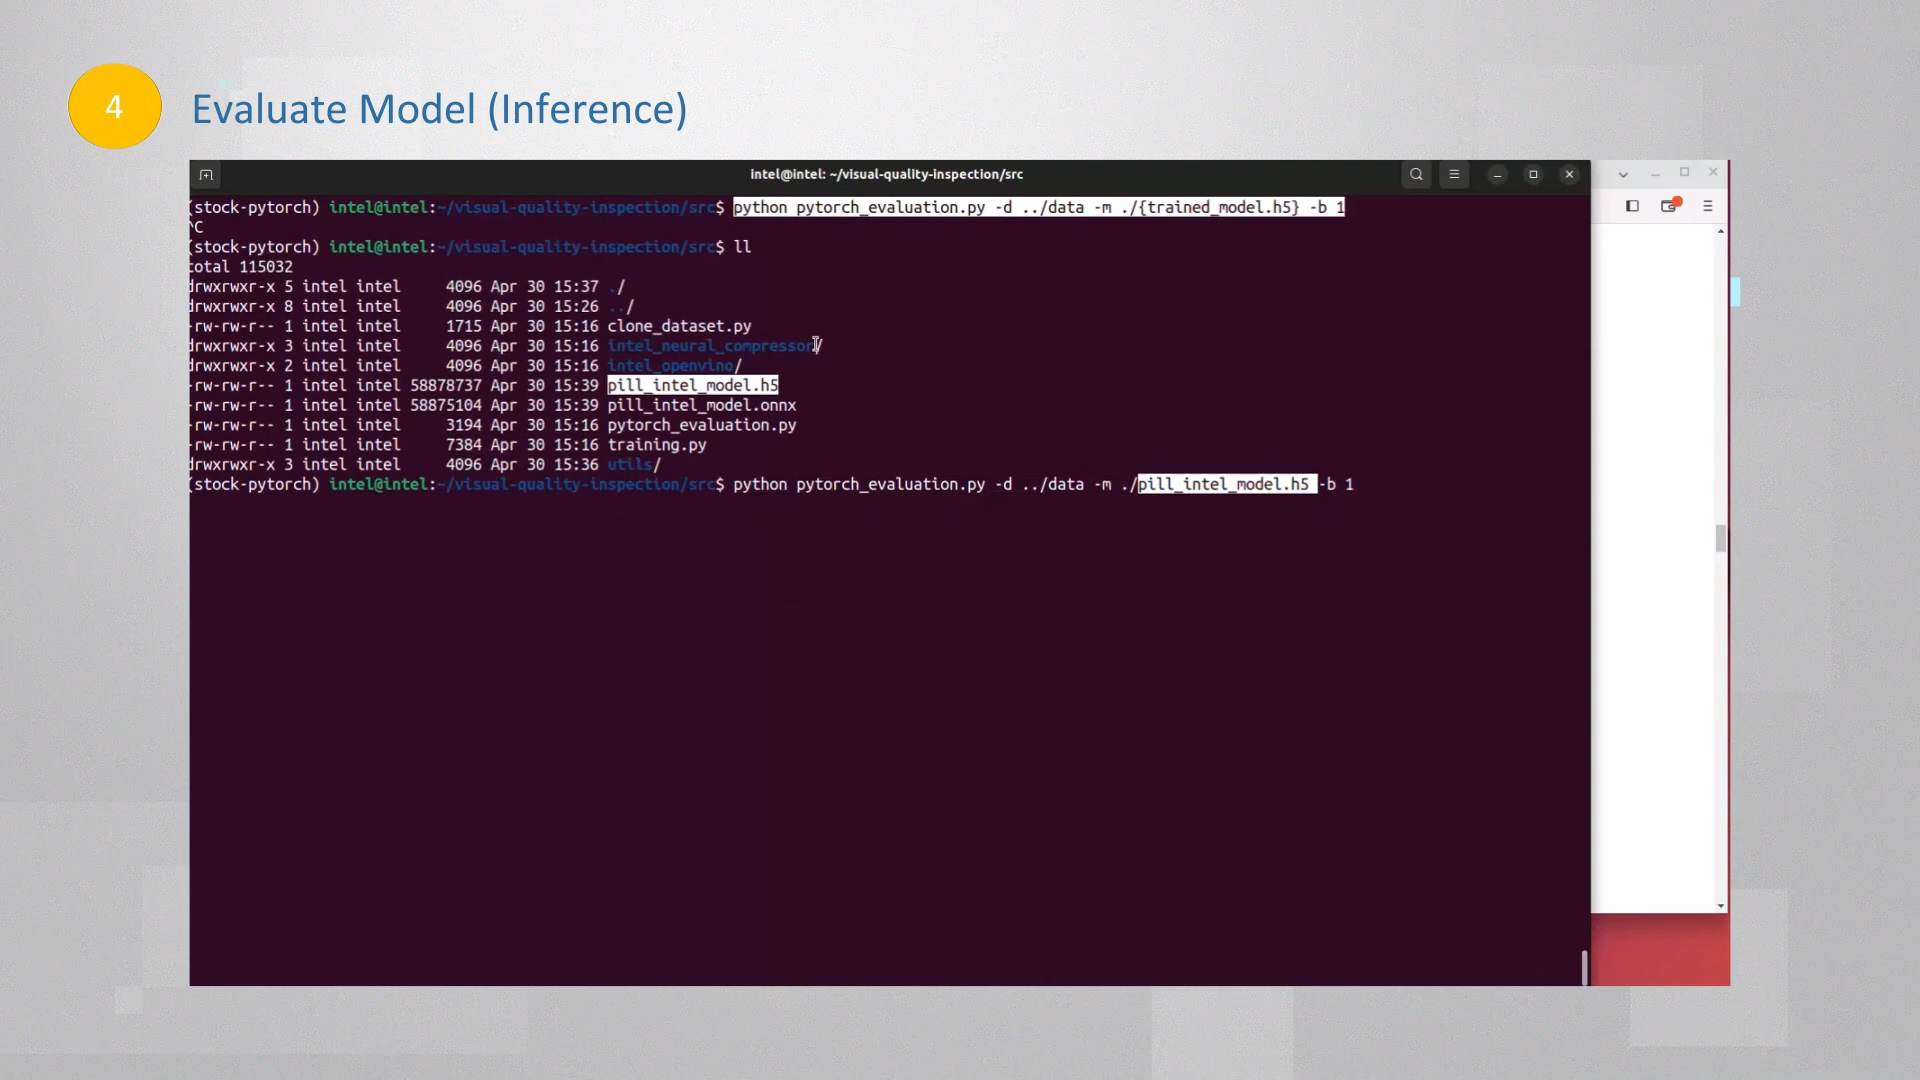 4
Evaluate Model (Inference)
intel@intel: ~/visual-quality-inspection/src
(stock-pytorch) intel@intel:~/visual-quality-inspection/src$ python pytorch_evaluation.py -d ../data -m ./{trained_model.h5} -b 1
^C
(stock-pytorch) intel@intel:~/visual-quality-inspection/src$ ll
total 115032
drwxrwxr-x 5 intel intel     4096 Apr 30 15:37 ./
drwxrwxr-x 8 intel intel     4096 Apr 30 15:26 ../
-rw-rw-r-- 1 intel intel     1715 Apr 30 15:16 clone_dataset.py
drwxrwxr-x 3 intel intel     4096 Apr 30 15:16 intel_neural_compressor/
drwxrwxr-x 2 intel intel     4096 Apr 30 15:16 intel_openvino/
-rw-rw-r-- 1 intel intel 58878737 Apr 30 15:39 pill_intel_model.h5
-rw-rw-r-- 1 intel intel 58875104 Apr 30 15:39 pill_intel_model.onnx
-rw-rw-r-- 1 intel intel     3194 Apr 30 15:16 pytorch_evaluation.py
-rw-rw-r-- 1 intel intel     7384 Apr 30 15:16 training.py
drwxrwxr-x 3 intel intel     4096 Apr 30 15:36 utils/
(stock-pytorch) intel@intel:~/visual-quality-inspection/src$ python pytorch_evaluation.py -d ../data -m ./pill_intel_model.h5 -b 1